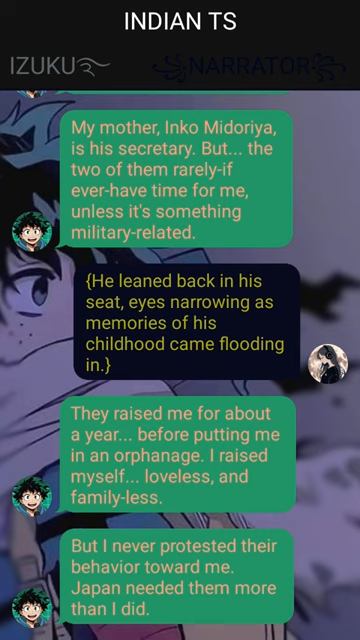 INDIAN TS
IZUKU
NARRATOR
My mother, Inko Midoriya,
is his secretary. But... the
two of them rarely-if
ever-have time for me,
unless it's something
military-related.
{He leaned back in his
seat, eyes narrowing as
memories of his
childhood came flooding
in.}
They raised me for about
a year... before putting me
in an orphanage. I raised
myself... loveless, and
family-less.
But I never protested their
behavior toward me.
Japan needed them more
than I did.